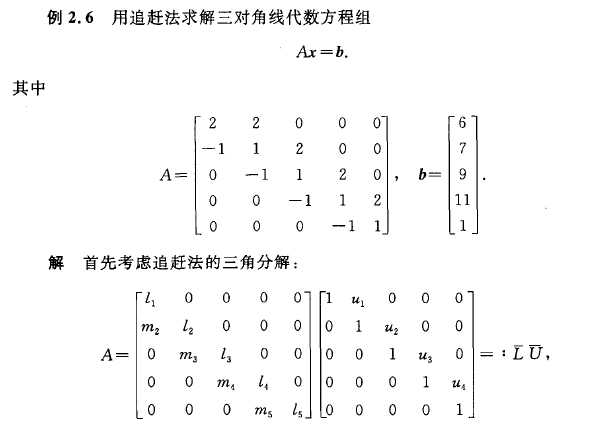 例 2.6 用追赶法求解三对角线代数方程组
Ax=b.
其中
A= [ 2 2 0 0 0 ; −1 1 2 0 0 ; 0 −1 1 2 0 ; 0 0 −1 1 2 ; 0 0 0 −1 1 ] , b= [ 6 ; 7 ; 9 ; 11 ; 1 ] .
解 首先考虑追赶法的三角分解:
A= [ l₁ 0 0 0 0 ; m₂ l₂ 0 0 0 ; 0 m₃ l₃ 0 0 ; 0 0 m₄ l₄ 0 ; 0 0 0 m₅ l₅ ] [ 1 u₁ 0 0 0 ; 0 1 u₂ 0 0 ; 0 0 1 u₃ 0 ; 0 0 0 1 u₄ ; 0 0 0 0 1 ] =: L̅ U̅,